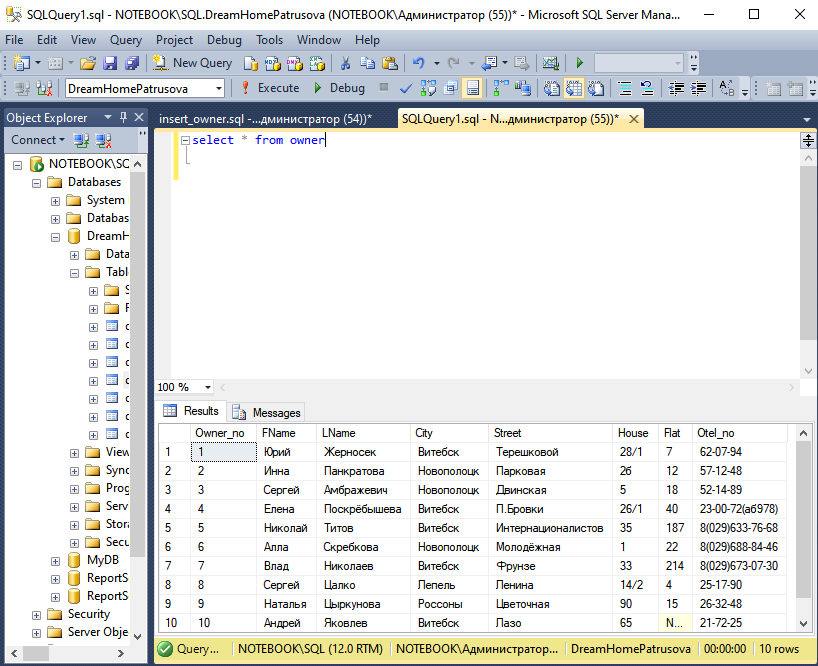 SQLQuery1.sql - NOTEBOOK\SQL.DreamHomePatrusova (NOTEBOOK\Администратор (55))* - Microsoft SQL Server Mana...
File Edit View Query Project Debug Tools Window Help
New Query
DreamHomePatrusova Execute Debug
Object Explorer
insert_owner.sql -...дминистратор (54))*
SQLQuery1.sql - N...дминистратор (55))*
Connect
NOTEBOOK\SQ
Databases
System
Databas
DreamH
Data
Tabl
View
Sync
Prog
Serv
Stora
Secu
MyDB
ReportS
ReportS
Security
Server Obje
select * from owner
100 %
Results Messages
Owner_no FName LName City Street House Flat Otel_no
1 1 Юрий Жерносек Витебск Терешковой 28/1 7 62-07-94
2 2 Инна Панкратова Новополоцк Парковая 2б 12 57-12-48
3 3 Сергей Амбражевич Новополоцк Двинская 5 18 52-14-89
4 4 Елена Поскрёбышева Витебск П.Бровки 26/1 40 23-00-72(аб978)
5 5 Николай Титов Витебск Интернационалистов 35 187 8(029)633-76-68
6 6 Алла Скребкова Новополоцк Молодёжная 1 22 8(029)688-84-46
7 7 Влад Николаев Витебск Фрунзе 33 214 8(029)673-07-30
8 8 Сергей Цалко Лепель Ленина 14/2 4 25-17-90
9 9 Наталья Цыркунова Россоны Цветочная 90 15 26-32-48
10 10 Андрей Яковлев Витебск Лазо 65 N... 21-72-25
Query... NOTEBOOK\SQL (12.0 RTM) NOTEBOOK\Администратор... DreamHomePatrusova 00:00:00 10 rows